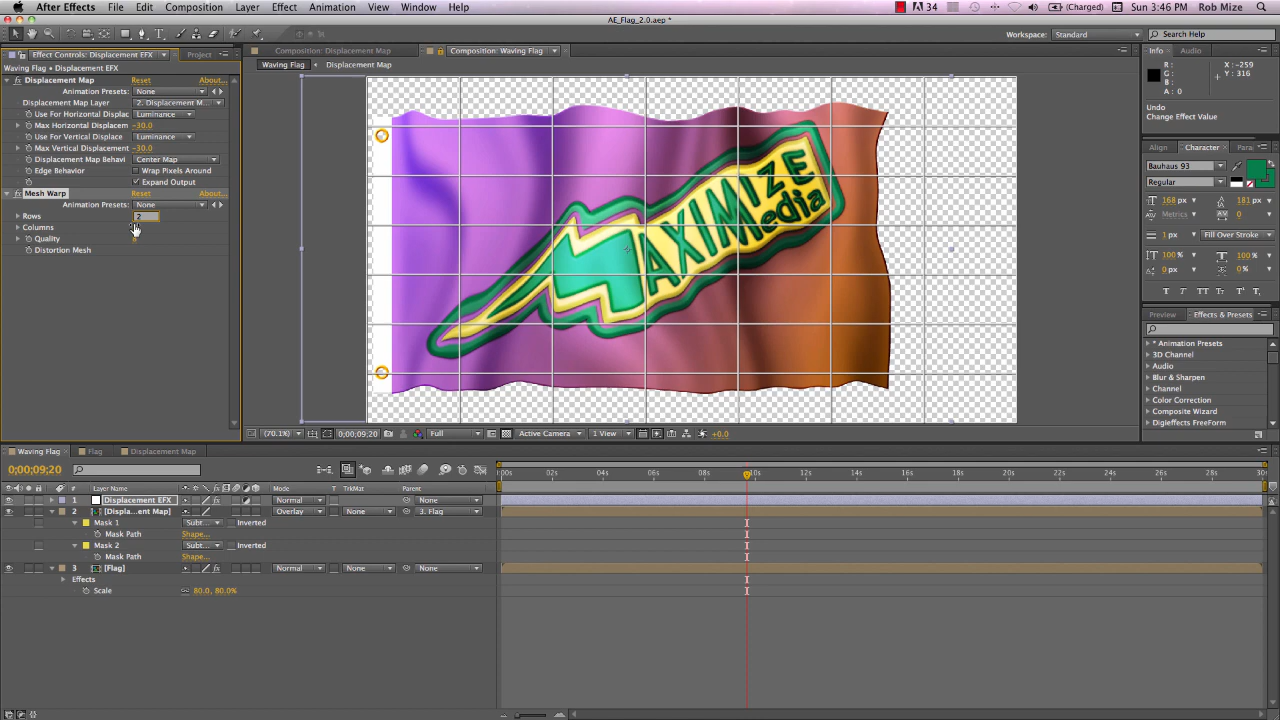 After Effects File Edit Composition Layer Effect Animation View Window Help 34 (Charged) Sun 3:46 PM Rob Mize
AE_Flag_2.0.aep *
Workspace: Standard Search Help
Effect Controls: Displacement EFX Project
Composition: Displacement Map Composition: Waving Flag
Info Audio
Waving Flag • Displacement EFX
Waving Flag Displacement Map
Displacement Map Reset About...
Animation Presets: None
Displacement Map Layer 2. Displacement M...
Use For Horizontal Displac Luminance
Max Horizontal Displacem -30.0
Use For Vertical Displace Luminance
Max Vertical Displacement -30.0
Displacement Map Behavi Center Map
Edge Behavior Wrap Pixels Around
Expand Output
Mesh Warp Reset About...
Animation Presets: None
Rows 2
Columns
Quality 8
Distortion Mesh
MAXIMIZE
Media
R :
G :
B :
A : 0
X : -259
Y : 316
Undo
Change Effect Value
Align Character Para
Bauhaus 93
Regular
168 px 181 px
Metrics 0
1 px Fill Over Stroke
100 % 100 %
0 px 0 %
T T TT Tt T' T,
Preview Effects & Presets
* Animation Presets
3D Channel
Audio
Blur & Sharpen
Channel
Color Correction
Composite Wizard
Digieffects FreeForm
(70.1%) 0;00;09;20 Full Active Camera 1 View +0.0
Waving Flag Flag Displacement Map
0;00;09;20
:00s 02s 04s 06s 08s 10s 12s 14s 16s 18s 20s 22s 24s 26s 28s 30s
# Layer Name Mode T TrkMat Parent
1 Displacement EFX Normal None
2 [Displa...ent Map] Overlay None 3. Flag
Mask 1 Subt... Inverted
Mask Path Shape...
Mask 2 Subt... Inverted
Mask Path Shape...
3 [Flag] Normal None None
Effects
Scale 80.0, 80.0%